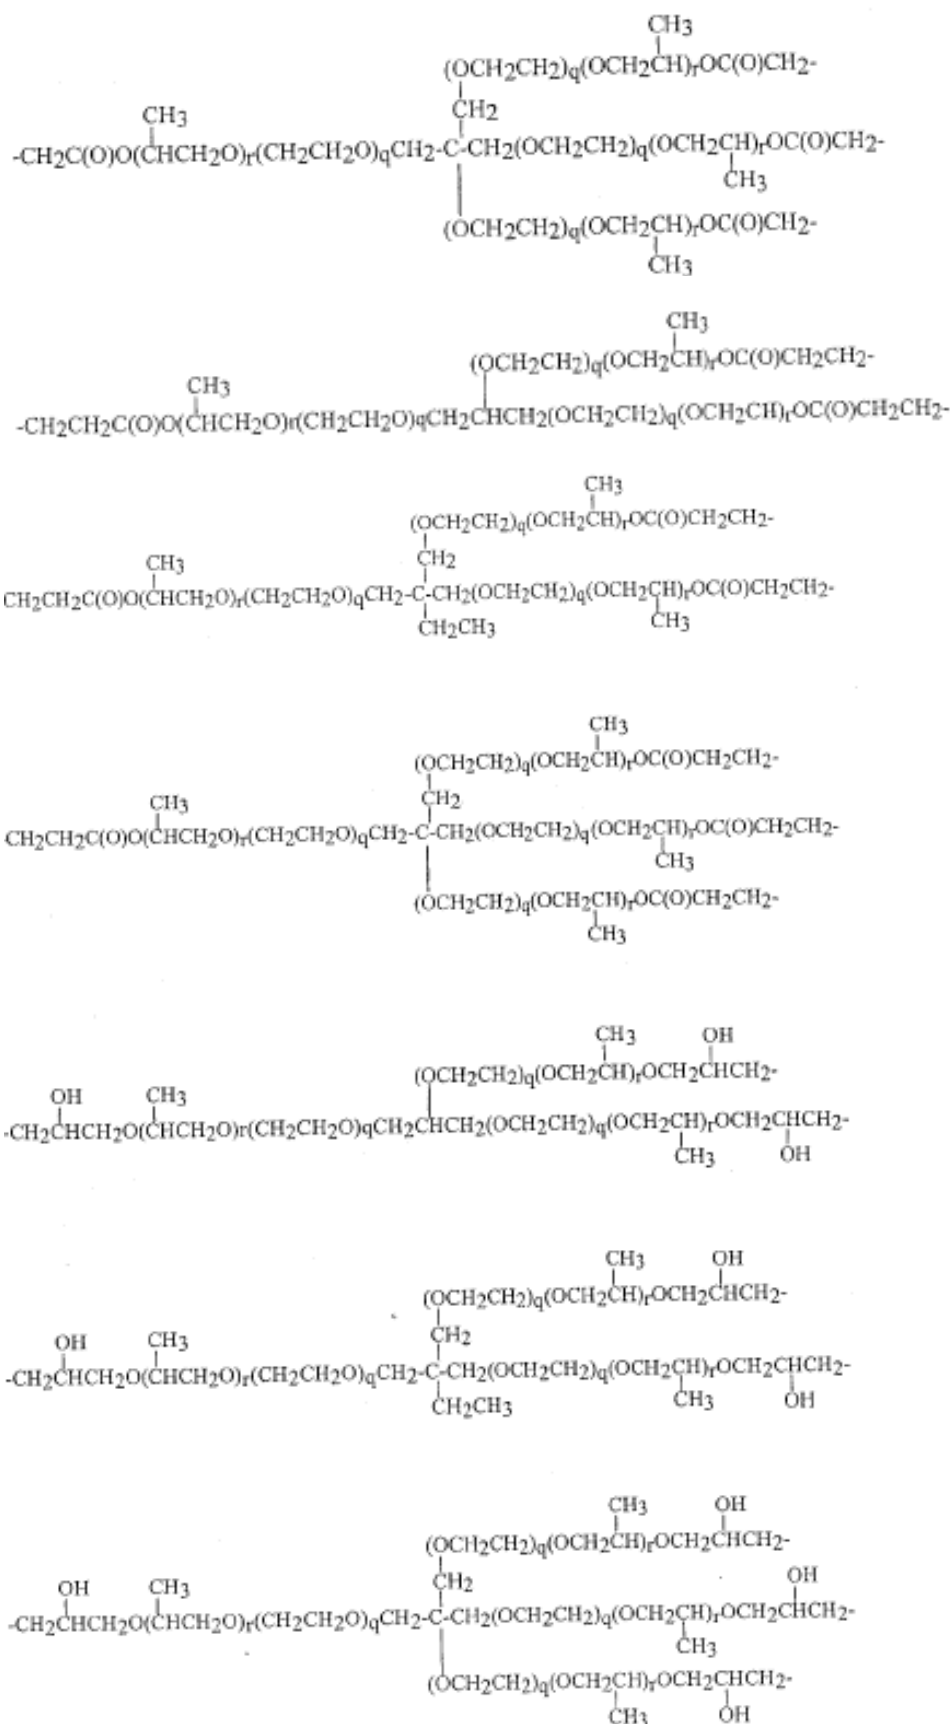 CH3
(OCH2CH2)q(OCH2CH)rOC(O)CH2-
CH2
CH3
-CH2C(O)O(CHCH2O)r(CH2CH2O)qCH2-C-CH2(OCH2CH2)q(OCH2CH)rOC(O)CH2-
CH3
(OCH2CH2)q(OCH2CH)rOC(O)CH2-
CH3
CH3
(OCH2CH2)q(OCH2CH)rOC(O)CH2CH2-
CH3
-CH2CH2C(O)O(CHCH2O)r(CH2CH2O)qCH2CHCH2(OCH2CH2)q(OCH2CH)rOC(O)CH2CH2-
CH3
(OCH2CH2)q(OCH2CH)rOC(O)CH2CH2-
CH2
CH3
CH2CH2C(O)O(CHCH2O)r(CH2CH2O)qCH2-C-CH2(OCH2CH2)q(OCH2CH)rOC(O)CH2CH2-
CH2CH3 CH3
CH3
(OCH2CH2)q(OCH2CH)rOC(O)CH2CH2-
CH2
CH3
CH2CH2C(O)O(CHCH2O)r(CH2CH2O)qCH2-C-CH2(OCH2CH2)q(OCH2CH)rOC(O)CH2CH2-
CH3
(OCH2CH2)q(OCH2CH)rOC(O)CH2CH2-
CH3
CH3 OH
(OCH2CH2)q(OCH2CH)rOCH2CHCH2-
OH CH3
-CH2CHCH2O(CHCH2O)r(CH2CH2O)qCH2CHCH2(OCH2CH2)q(OCH2CH)rOCH2CHCH2-
CH3 OH
CH3 OH
(OCH2CH2)q(OCH2CH)rOCH2CHCH2-
CH2
OH CH3
-CH2CHCH2O(CHCH2O)r(CH2CH2O)qCH2-C-CH2(OCH2CH2)q(OCH2CH)rOCH2CHCH2-
CH2CH3 CH3 OH
CH3 OH
(OCH2CH2)q(OCH2CH)rOCH2CHCH2-
CH2
OH CH3 OH
-CH2CHCH2O(CHCH2O)r(CH2CH2O)qCH2-C-CH2(OCH2CH2)q(OCH2CH)rOCH2CHCH2-
CH3
(OCH2CH2)q(OCH2CH)rOCH2CHCH2-
CH3 OH